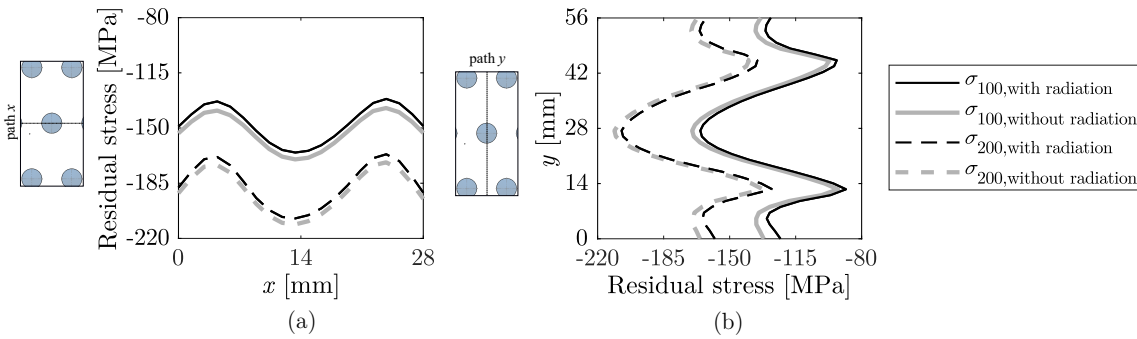 -80
-115
-150
-185
-220
Residual stress [MPa]
path x
0 14 28
x [mm]
(a)
path y
56
42
28
14
0
y [mm]
-220 -185 -150 -115 -80
Residual stress [MPa]
(b)
σ100,with radiation
σ100,without radiation
σ200,with radiation
σ200,without radiation